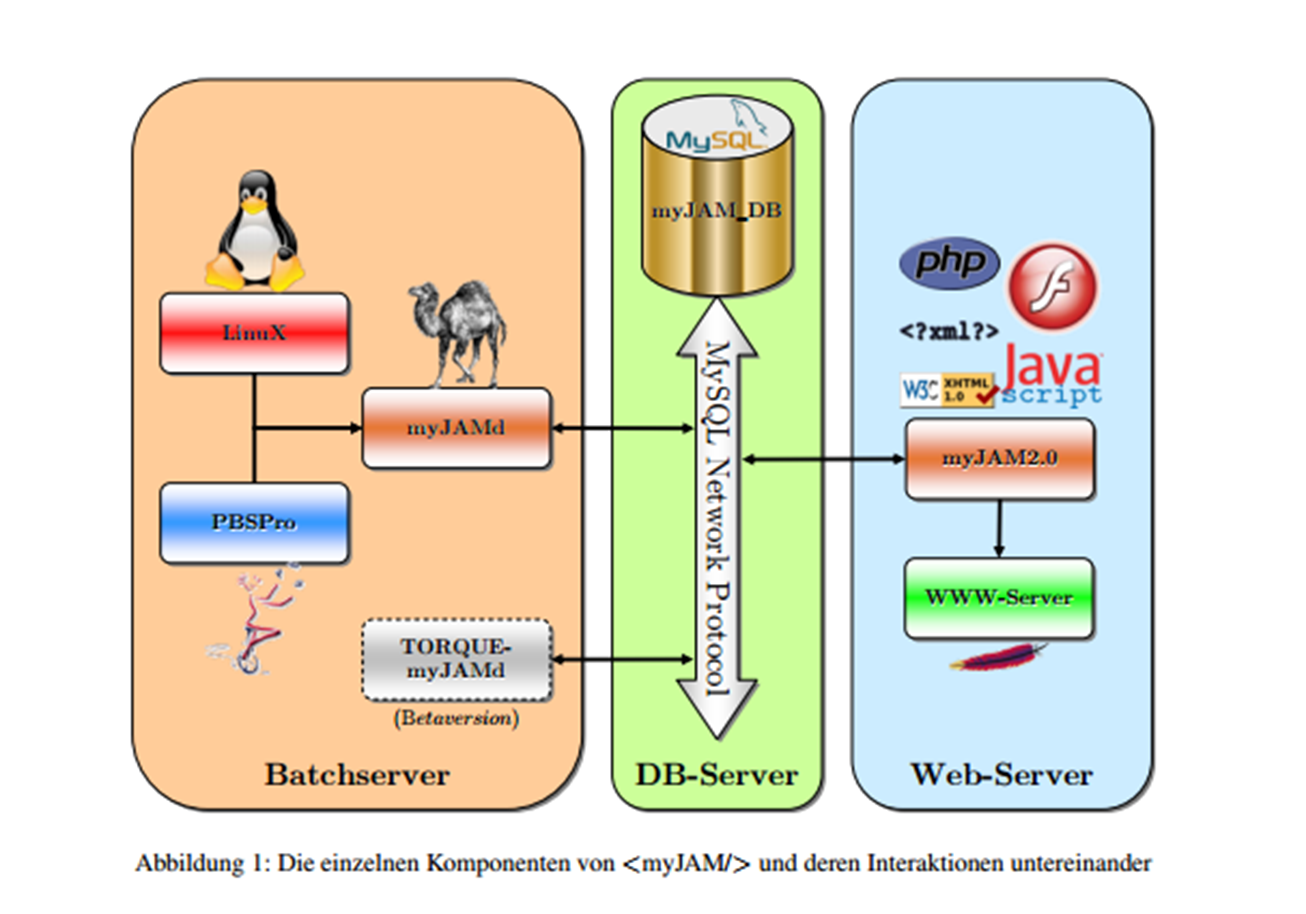 MySQL
myJAM_DB
LinuX
myJAMd
PBSPro
TORQUE-
myJAMd
(Betaversion)
Batchserver
MySQL Network Protocol
DB-Server
php
f
<?xml?>
Java
script
W3C XHTML
1.0
myJAM2.0
WWW-Server
Web-Server
Abbildung 1: Die einzelnen Komponenten von <myJAM/> und deren Interaktionen untereinander